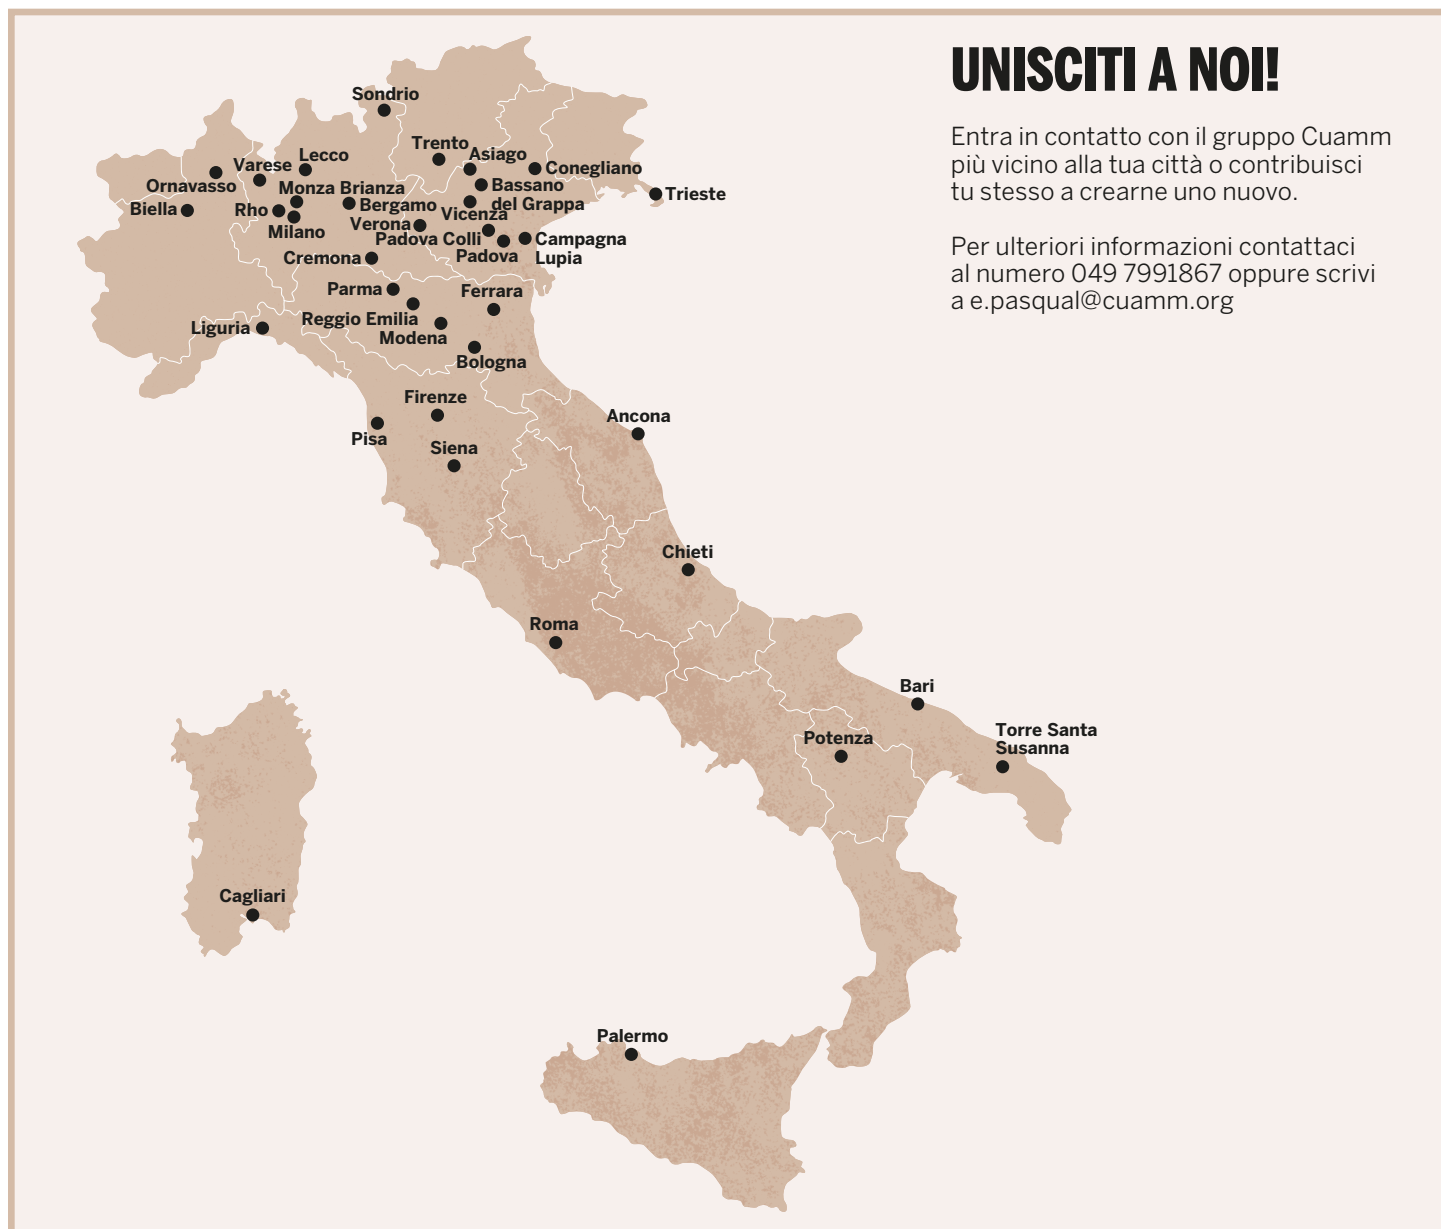 UNISCITI A NOI!
Entra in contatto con il gruppo Cuamm
più vicino alla tua città o contribuisci
tu stesso a crearne uno nuovo.
Per ulteriori informazioni contattaci
al numero 049 7991867 oppure scrivi
a e.pasqual@cuamm.org
Sondrio
Trento
Asiago
Conegliano
Varese
Lecco
Ornavasso
Monza Brianza
Bassano
del Grappa
Trieste
Biella
Rho
Bergamo
Vicenza
Verona
Milano
Padova Colli
Padova
Campagna
Lupia
Cremona
Parma
Ferrara
Reggio Emilia
Liguria
Modena
Bologna
Firenze
Pisa
Siena
Ancona
Chieti
Roma
Bari
Potenza
Torre Santa
Susanna
Cagliari
Palermo